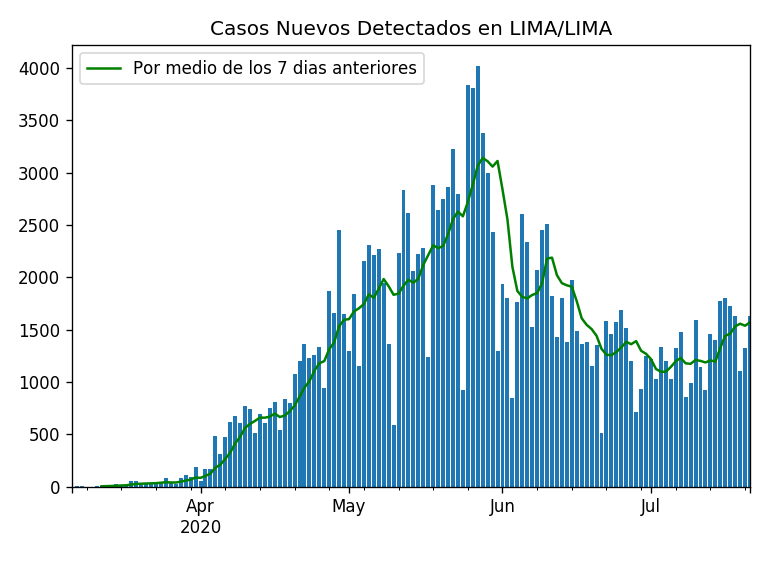 Casos Nuevos Detectados en LIMA/LIMA
Por medio de los 7 dias anteriores
4000
3500
3000
2500
2000
1500
1000
500
0
Apr
2020
May
Jun
Jul